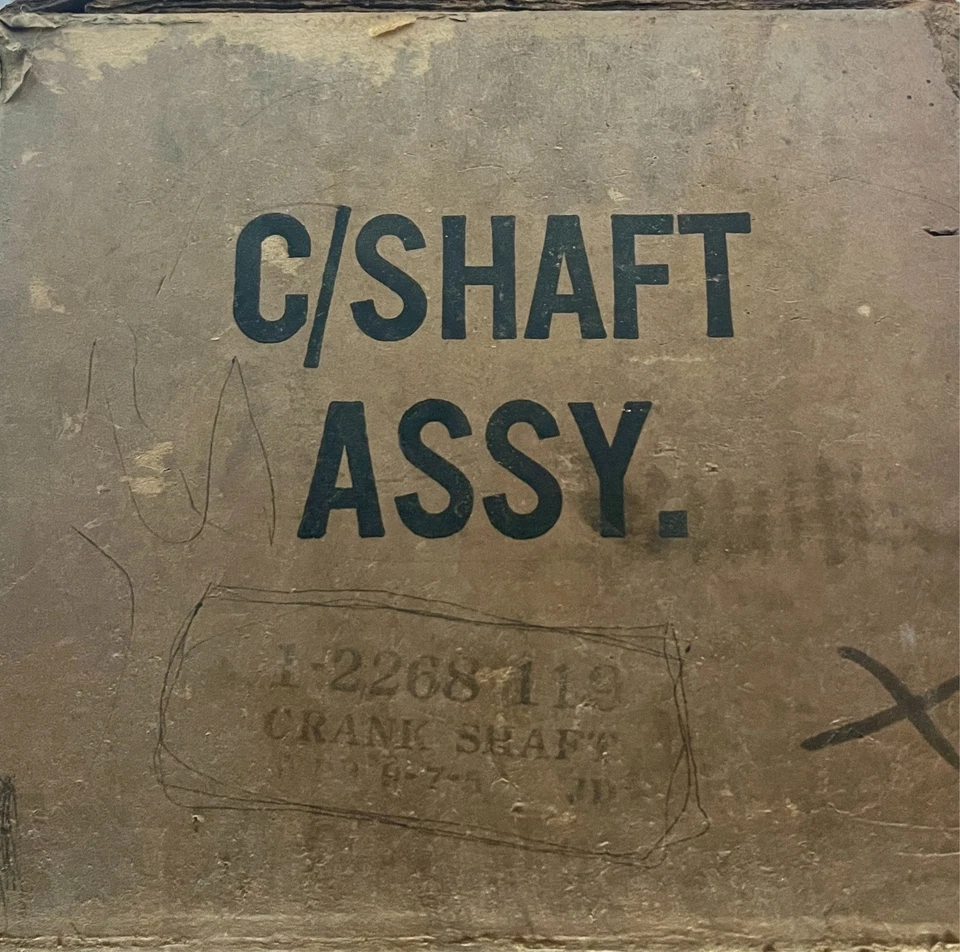 C/SHAFT
ASSY.
1-2268 119
CRANK SHAFT